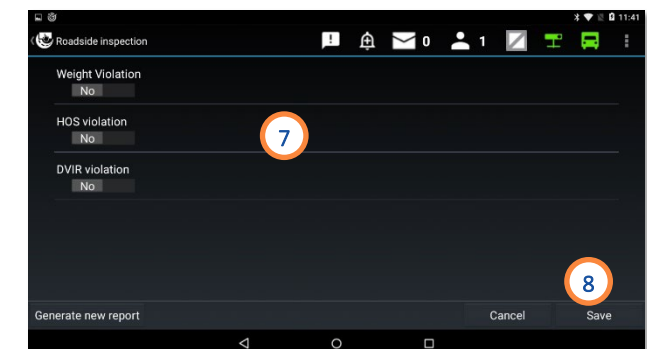 11:41
Roadside inspection
0
1
Weight Violation
No
HOS violation
No
7
DVIR violation
No
8
Generate new report
Cancel
Save